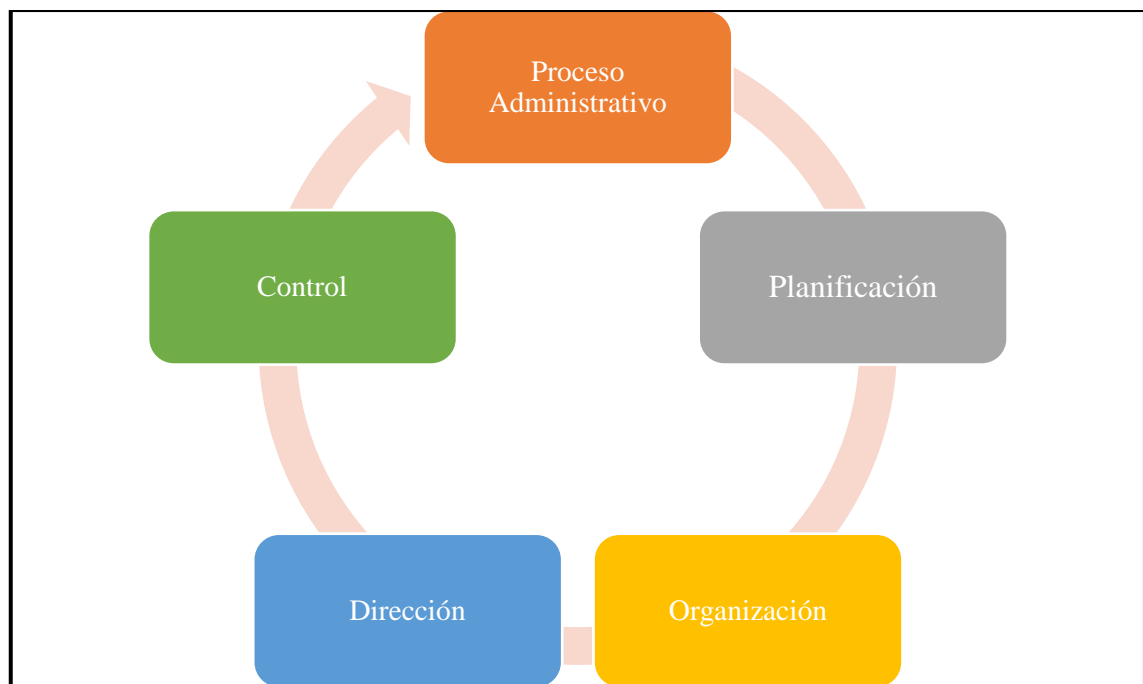 Proceso
Administrativo
Planificación
Organización
Dirección
Control